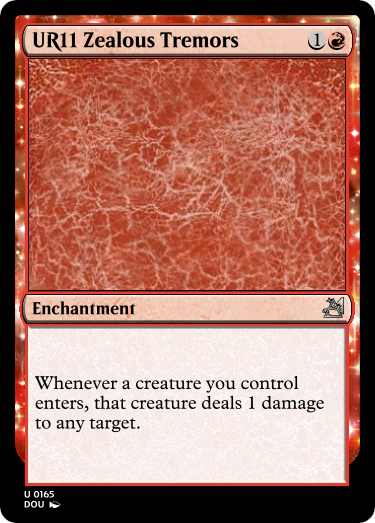 UR11 Zealous Tremors 1
Enchantment
Whenever a creature you control
enters, that creature deals 1 damage
to any target.
U 0165
DOU